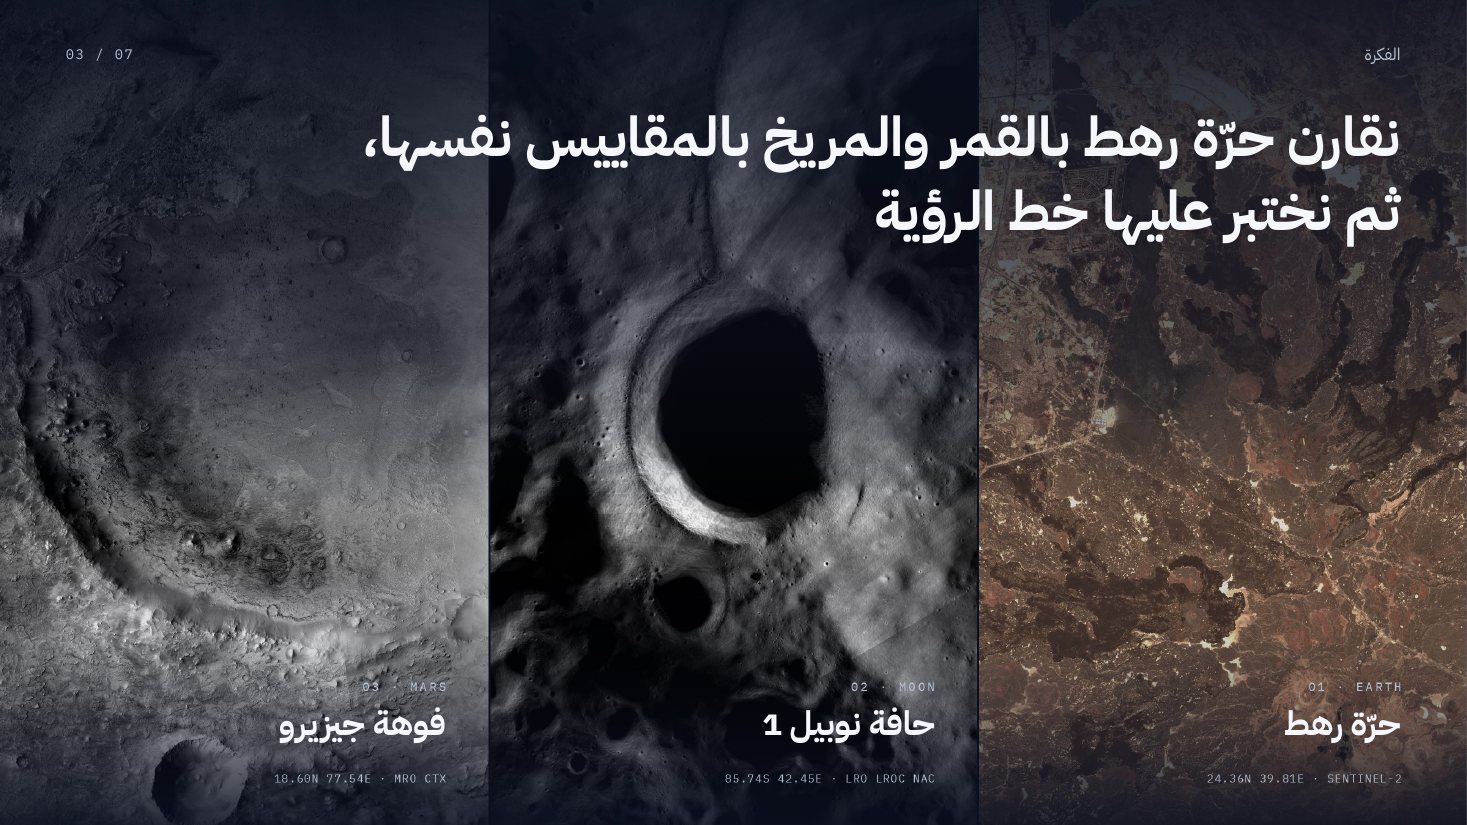 الفكرة
03 / 07
نقارن حرّة رهط بالقمر والمريخ بالمقاييس نفسها،
ثم نختبر عليها خط الرؤية
01 · EARTH
حرّة رهط
24.36N 39.81E · SENTINEL-2
02 · MOON
حافة نوبيل 1
85.74S 42.45E · LRO LROC NAC
03 · MARS
فوهة جيزيرو
18.60N 77.54E · MRO CTX